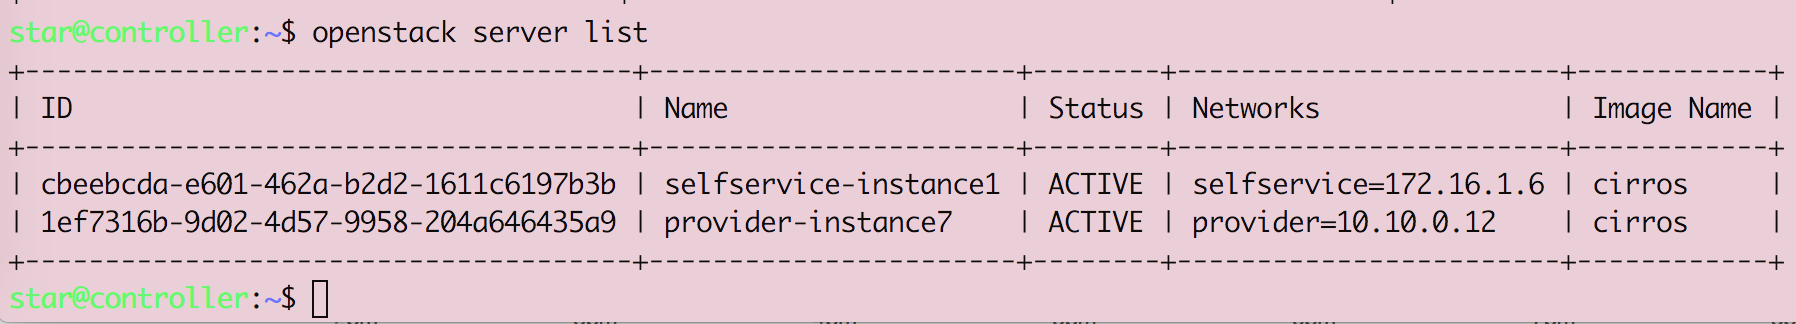 star@controller:~$ openstack server list
+--------------------------------------+-----------------------+--------+------------------------+------------+
| ID                                   | Name                  | Status | Networks               | Image Name |
+--------------------------------------+-----------------------+--------+------------------------+------------+
| cbeebcda-e601-462a-b2d2-1611c6197b3b | selfservice-instance1 | ACTIVE | selfservice=172.16.1.6 | cirros     |
| 1ef7316b-9d02-4d57-9958-204a646435a9 | provider-instance7    | ACTIVE | provider=10.10.0.12    | cirros     |
+--------------------------------------+-----------------------+--------+------------------------+------------+
star@controller:~$